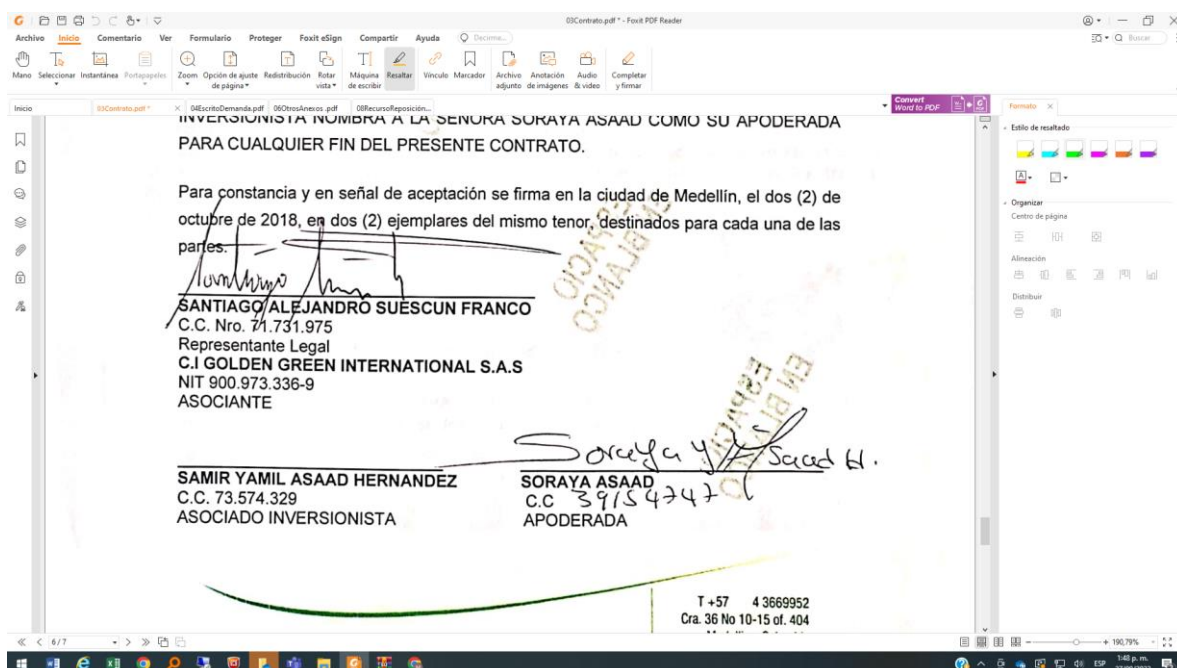 03Contrato.pdf * - Foxit PDF Reader
Archivo Inicio Comentario Ver Formulario Proteger Foxit eSign Compartir Ayuda Decirme... Buscar
Mano Seleccionar Instantánea Portapapeles Zoom Opción de ajuste de página Redistribución Rotar vista Máquina de escribir Resaltar Vínculo Marcador Archivo adjunto Anotación de imágenes Audio & video Completar y firmar
Inicio 03Contrato.pdf * 04EscritoDemanda.pdf 06OtrosAnexos .pdf 08RecursoReposición... Convert Word to PDF Formato
INVERSIONISTA NOMBRA A LA SEÑORA SORAYA ASAAD COMO SU APODERADA
PARA CUALQUIER FIN DEL PRESENTE CONTRATO.
Para constancia y en señal de aceptación se firma en la ciudad de Medellín, el dos (2) de
octubre de 2018, en dos (2) ejemplares del mismo tenor, destinados para cada una de las
partes.
ESPACIO
EN BLANCO
SANTIAGO ALEJANDRO SUESCUN FRANCO
C.C. Nro. 71.731.975
Representante Legal
C.I GOLDEN GREEN INTERNATIONAL S.A.S
NIT 900.973.336-9
ASOCIANTE
ESPACIO
EN BLANCO
SAMIR YAMIL ASAAD HERNANDEZ
C.C. 73.574.329
ASOCIADO INVERSIONISTA
Soraya Y Asaad H.
SORAYA ASAAD
C.C 39154747
APODERADA
T +57 4 3669952
Cra. 36 No 10-15 of. 404
Estilo de resaltado
Organizar
Centro de página
Alineación
Distribuir
6 / 7
190,79%
ESP
1:48 p. m.